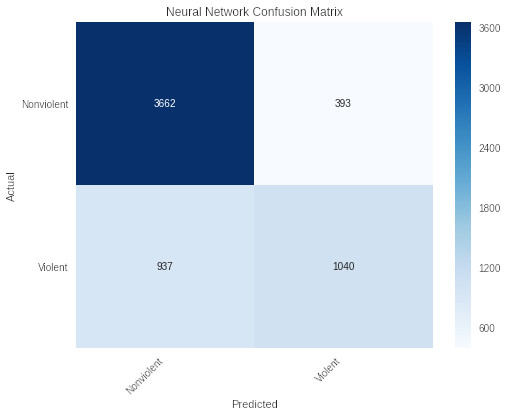 Neural Network Confusion Matrix
Actual
Nonviolent
3662
393
Violent
937
1040
Nonviolent
Violent
Predicted
3600
3000
2400
1800
1200
600